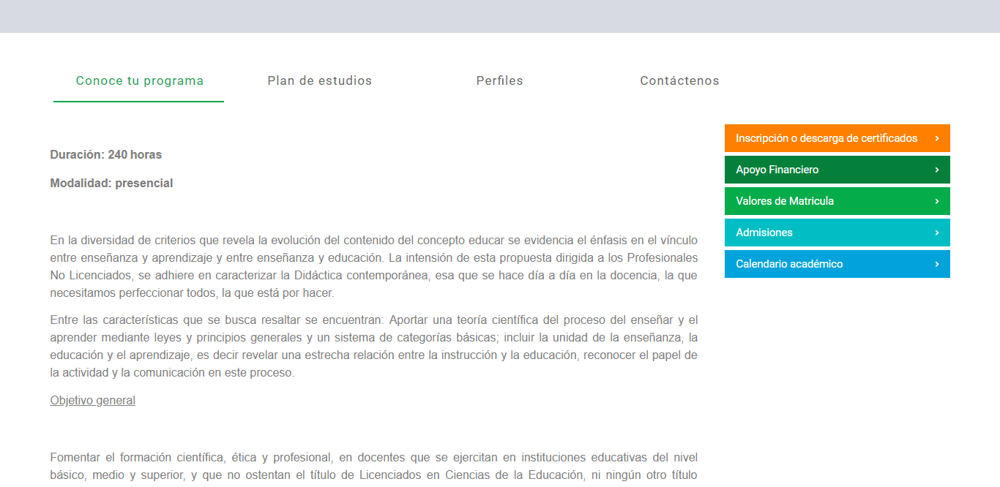 Conoce tu programa
Plan de estudios
Perfiles
Contáctenos
Inscripción o descarga de certificados
Apoyo Financiero
Valores de Matricula
Admisiones
Calendario académico
Duración: 240 horas
Modalidad: presencial
En la diversidad de criterios que revela la evolución del contenido del concepto educar se evidencia el énfasis en el vínculo
entre enseñanza y aprendizaje y entre enseñanza y educación. La intensión de esta propuesta dirigida a los Profesionales
No Licenciados, se adhiere en caracterizar la Didáctica contemporánea, esa que se hace día a día en la docencia, la que
necesitamos perfeccionar todos, la que está por hacer.
Entre las características que se busca resaltar se encuentran: Aportar una teoría científica del proceso del enseñar y el
aprender mediante leyes y principios generales y un sistema de categorías básicas; incluir la unidad de la enseñanza, la
educación y el aprendizaje, es decir revelar una estrecha relación entre la instrucción y la educación, reconocer el papel de
la actividad y la comunicación en este proceso.
Objetivo general
Fomentar el formación científica, ética y profesional, en docentes que se ejercitan en instituciones educativas del nivel
básico, medio y superior, y que no ostentan el título de Licenciados en Ciencias de la Educación, ni ningún otro título